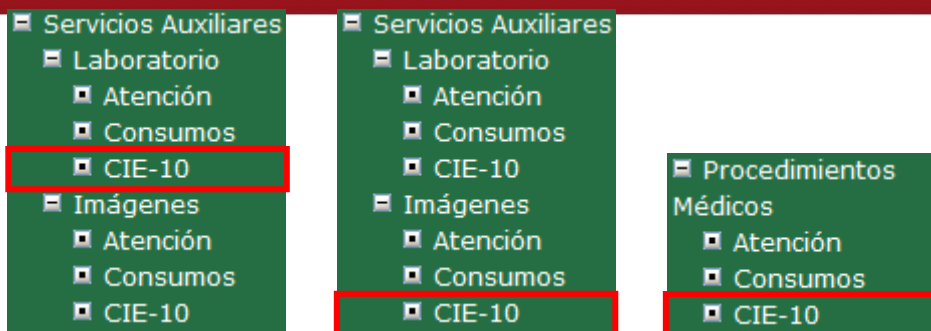 Servicios Auxiliares
Laboratorio
Atención
Consumos
CIE-10
Imágenes
Atención
Consumos
CIE-10
Servicios Auxiliares
Laboratorio
Atención
Consumos
CIE-10
Imágenes
Atención
Consumos
CIE-10
Procedimientos
Médicos
Atención
Consumos
CIE-10